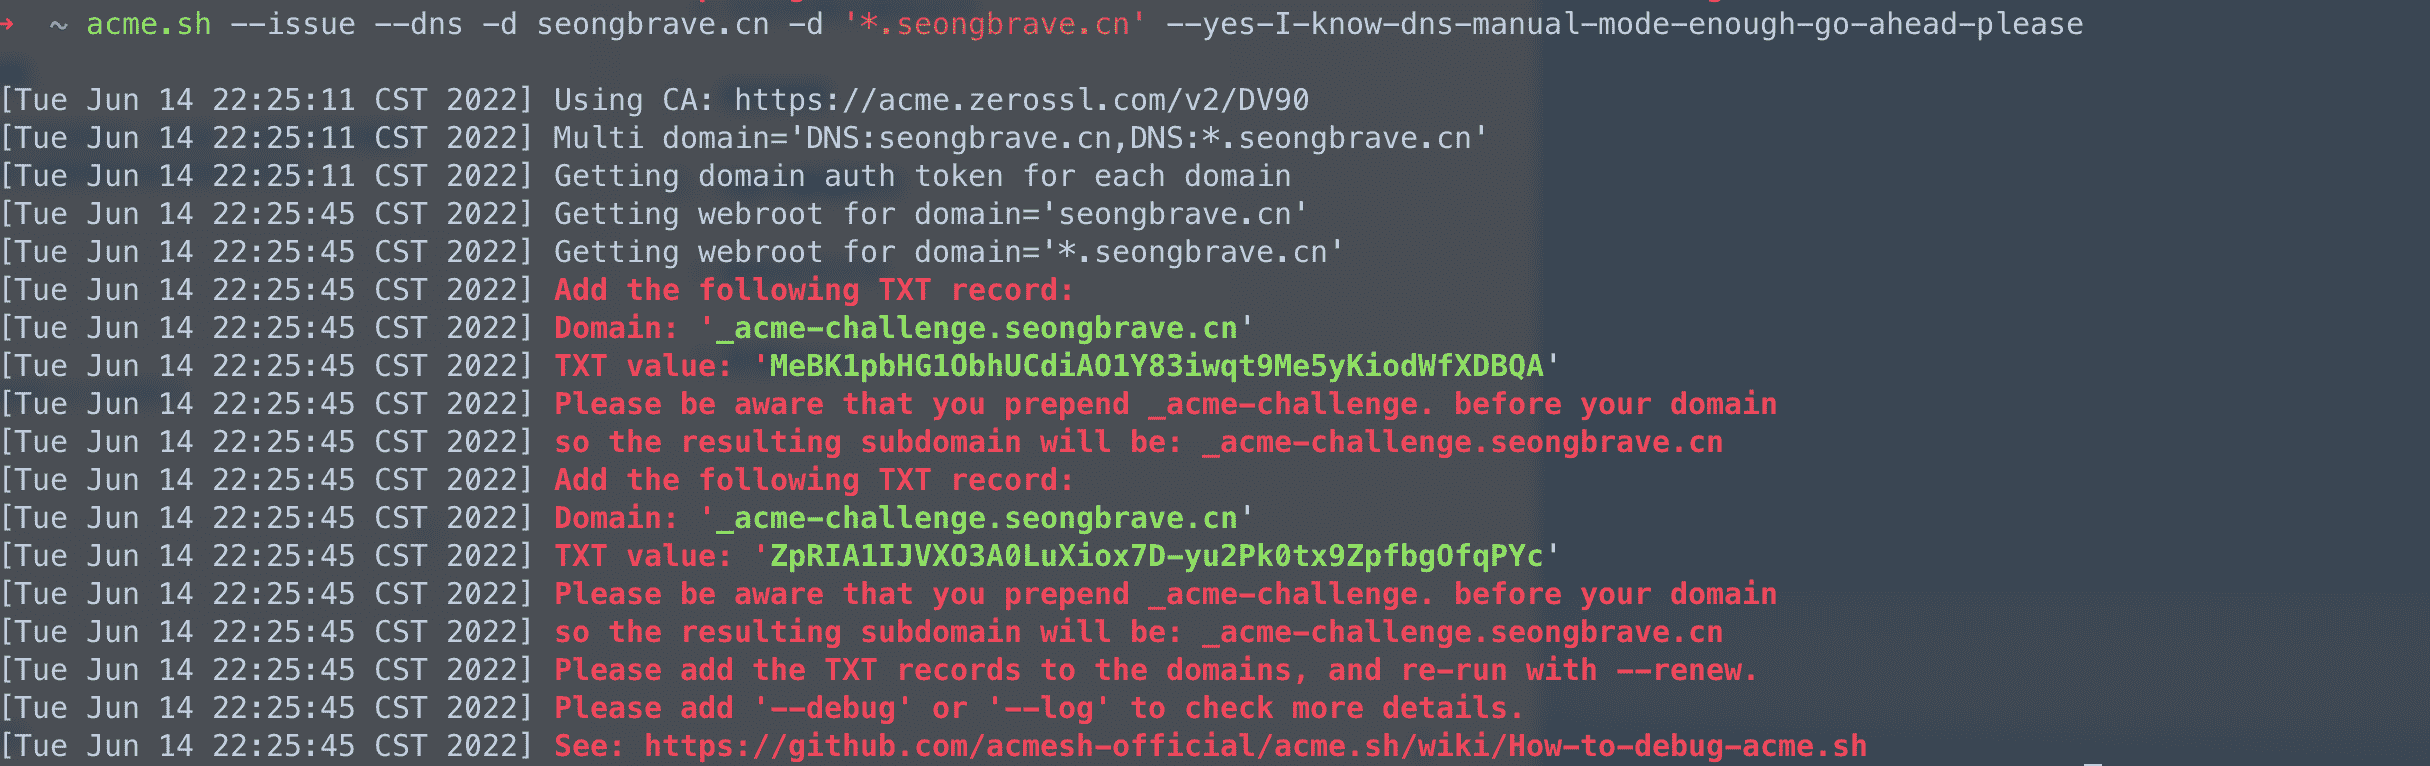 → ~ acme.sh --issue --dns -d seongbrave.cn -d '*.seongbrave.cn' --yes-I-know-dns-manual-mode-enough-go-ahead-please
[Tue Jun 14 22:25:11 CST 2022] Using CA: https://acme.zerossl.com/v2/DV90
[Tue Jun 14 22:25:11 CST 2022] Multi domain='DNS:seongbrave.cn,DNS:*.seongbrave.cn'
[Tue Jun 14 22:25:11 CST 2022] Getting domain auth token for each domain
[Tue Jun 14 22:25:45 CST 2022] Getting webroot for domain='seongbrave.cn'
[Tue Jun 14 22:25:45 CST 2022] Getting webroot for domain='*.seongbrave.cn'
[Tue Jun 14 22:25:45 CST 2022] Add the following TXT record:
[Tue Jun 14 22:25:45 CST 2022] Domain: '_acme-challenge.seongbrave.cn'
[Tue Jun 14 22:25:45 CST 2022] TXT value: 'MeBK1pbHG1ObhUCdiAO1Y83iwqt9Me5yKiodWfXDBQA'
[Tue Jun 14 22:25:45 CST 2022] Please be aware that you prepend _acme-challenge. before your domain
[Tue Jun 14 22:25:45 CST 2022] so the resulting subdomain will be: _acme-challenge.seongbrave.cn
[Tue Jun 14 22:25:45 CST 2022] Add the following TXT record:
[Tue Jun 14 22:25:45 CST 2022] Domain: '_acme-challenge.seongbrave.cn'
[Tue Jun 14 22:25:45 CST 2022] TXT value: 'ZpRIA1IJVXO3A0LuXiox7D-yu2Pk0tx9ZpfbgOfqPYc'
[Tue Jun 14 22:25:45 CST 2022] Please be aware that you prepend _acme-challenge. before your domain
[Tue Jun 14 22:25:45 CST 2022] so the resulting subdomain will be: _acme-challenge.seongbrave.cn
[Tue Jun 14 22:25:45 CST 2022] Please add the TXT records to the domains, and re-run with --renew.
[Tue Jun 14 22:25:45 CST 2022] Please add '--debug' or '--log' to check more details.
[Tue Jun 14 22:25:45 CST 2022] See: https://github.com/acmesh-official/acme.sh/wiki/How-to-debug-acme.sh